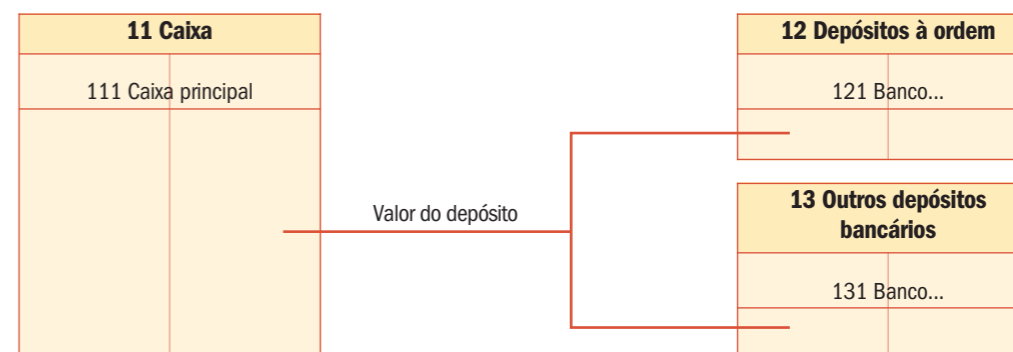 11 Caixa
111 Caixa principal
Valor do depósito
12 Depósitos à ordem
121 Banco...
13 Outros depósitos
bancários
131 Banco...